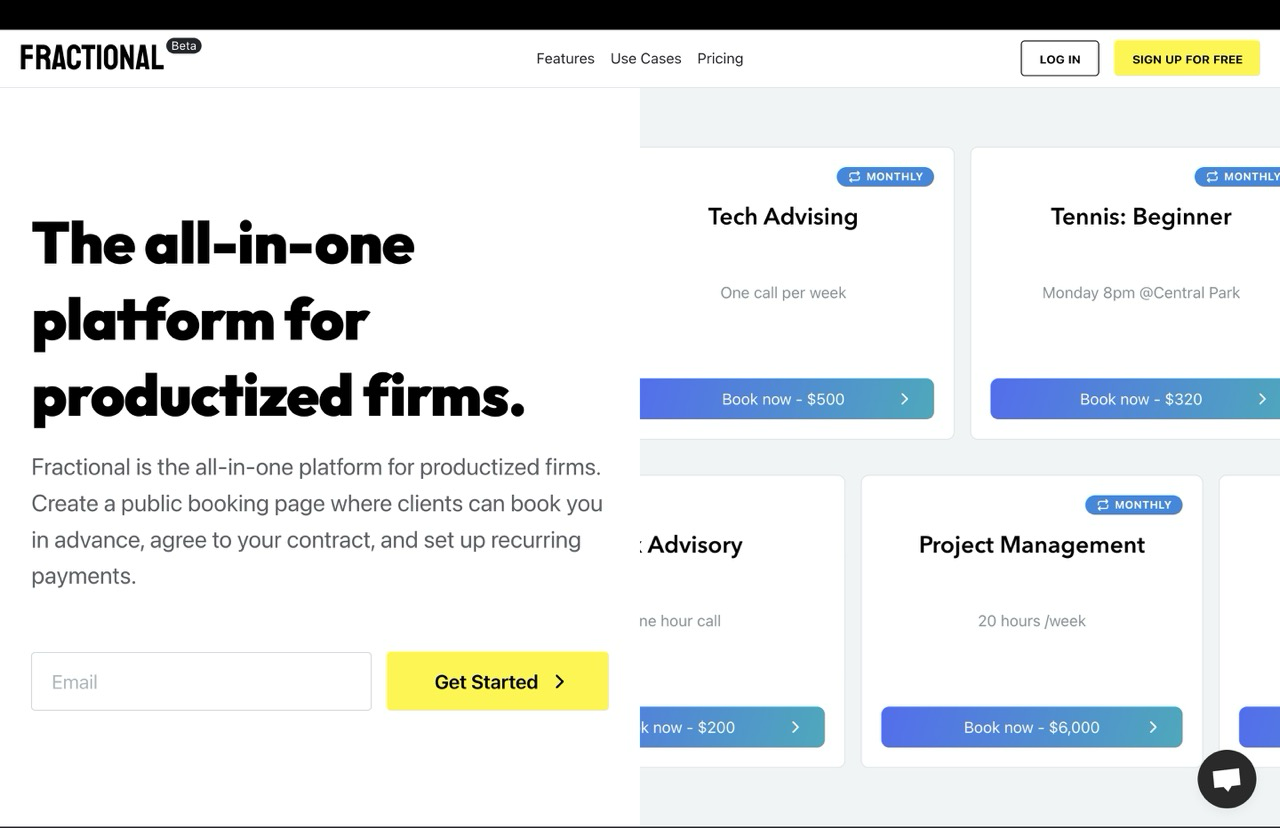 FRACTIONAL Beta
Features Use Cases Pricing
LOG IN
SIGN UP FOR FREE
The all-in-one
platform for
productized firms.
Fractional is the all-in-one platform for productized firms.
Create a public booking page where clients can book you
in advance, agree to your contract, and set up recurring
payments.
Email
Get Started
MONTHLY
Tech Advising
One call per week
Book now - $500
MONTHLY
Tennis: Beginner
Monday 8pm @Central Park
Book now - $320
Advisory
hour call
now - $200
MONTHLY
Project Management
20 hours /week
Book now - $6,000